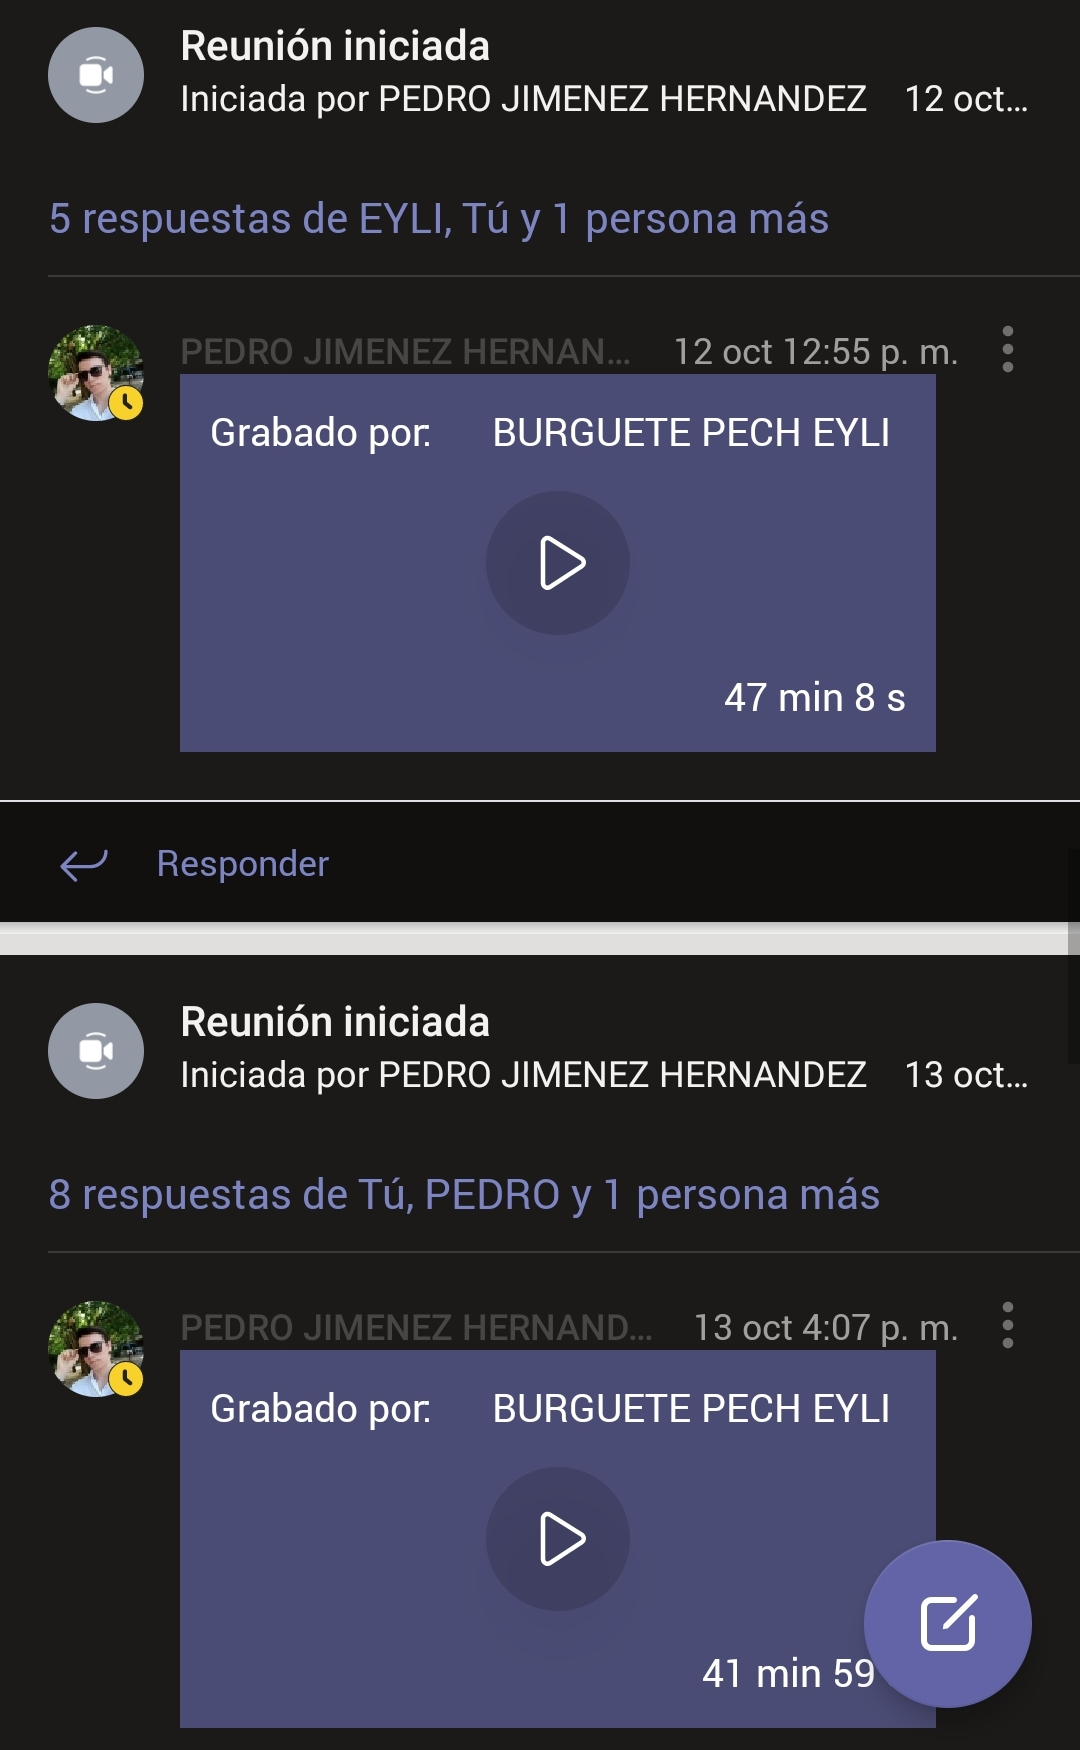 Reunión iniciada
Iniciada por PEDRO JIMENEZ HERNANDEZ 12 oct...
5 respuestas de EYLI, Tú y 1 persona más
PEDRO JIMENEZ HERNAN... 12 oct 12:55 p. m.
Grabado por: BURGUETE PECH EYLI
47 min 8 s
Responder
Reunión iniciada
Iniciada por PEDRO JIMENEZ HERNANDEZ 13 oct...
8 respuestas de Tú, PEDRO y 1 persona más
PEDRO JIMENEZ HERNAND... 13 oct 4:07 p. m.
Grabado por: BURGUETE PECH EYLI
41 min 59